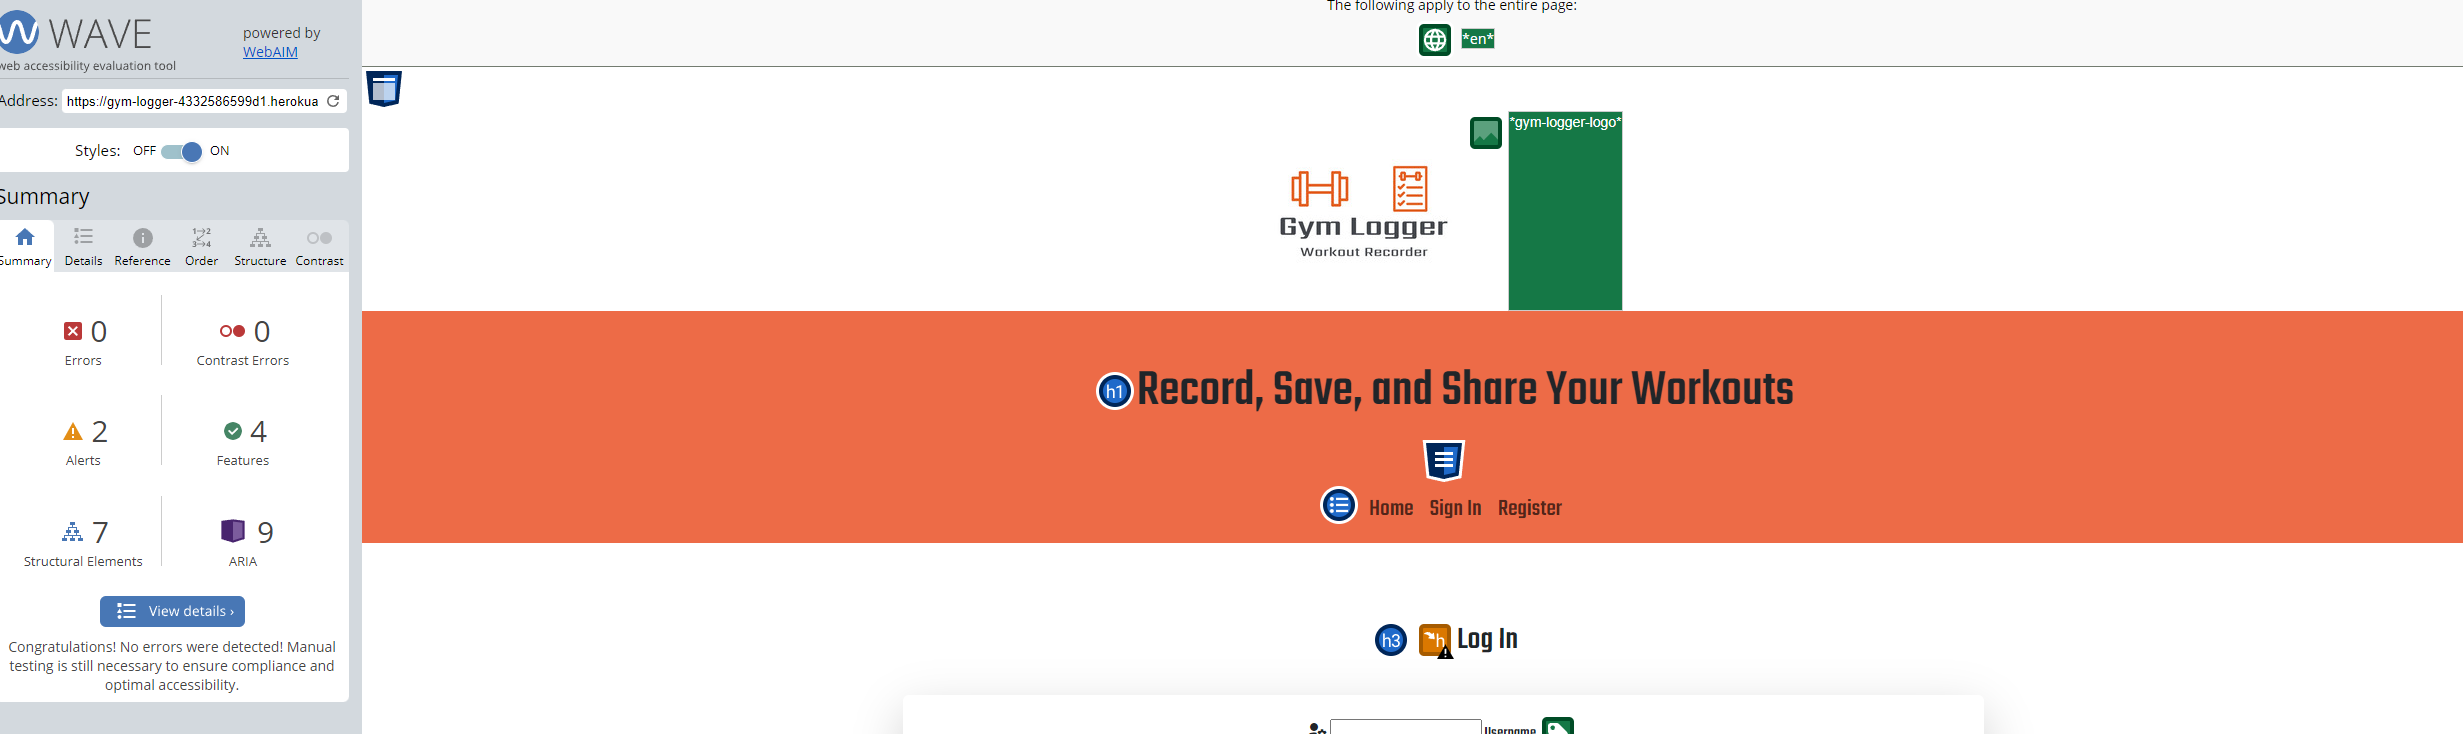 WAVE
powered by
WebAIM
web accessibility evaluation tool
Address: https://gym-logger-4332586599d1.herokua
Styles: OFF ON
Summary
Summary Details Reference Order Structure Contrast
0 0
Errors Contrast Errors
2 4
Alerts Features
7 9
Structural Elements ARIA
View details ›
Congratulations! No errors were detected! Manual
testing is still necessary to ensure compliance and
optimal accessibility.
The following apply to the entire page:
*en*
*gym-logger-logo*
Gym Logger
Workout Recorder
h1 Record, Save, and Share Your Workouts
Home Sign In Register
h3 h Log In
Username